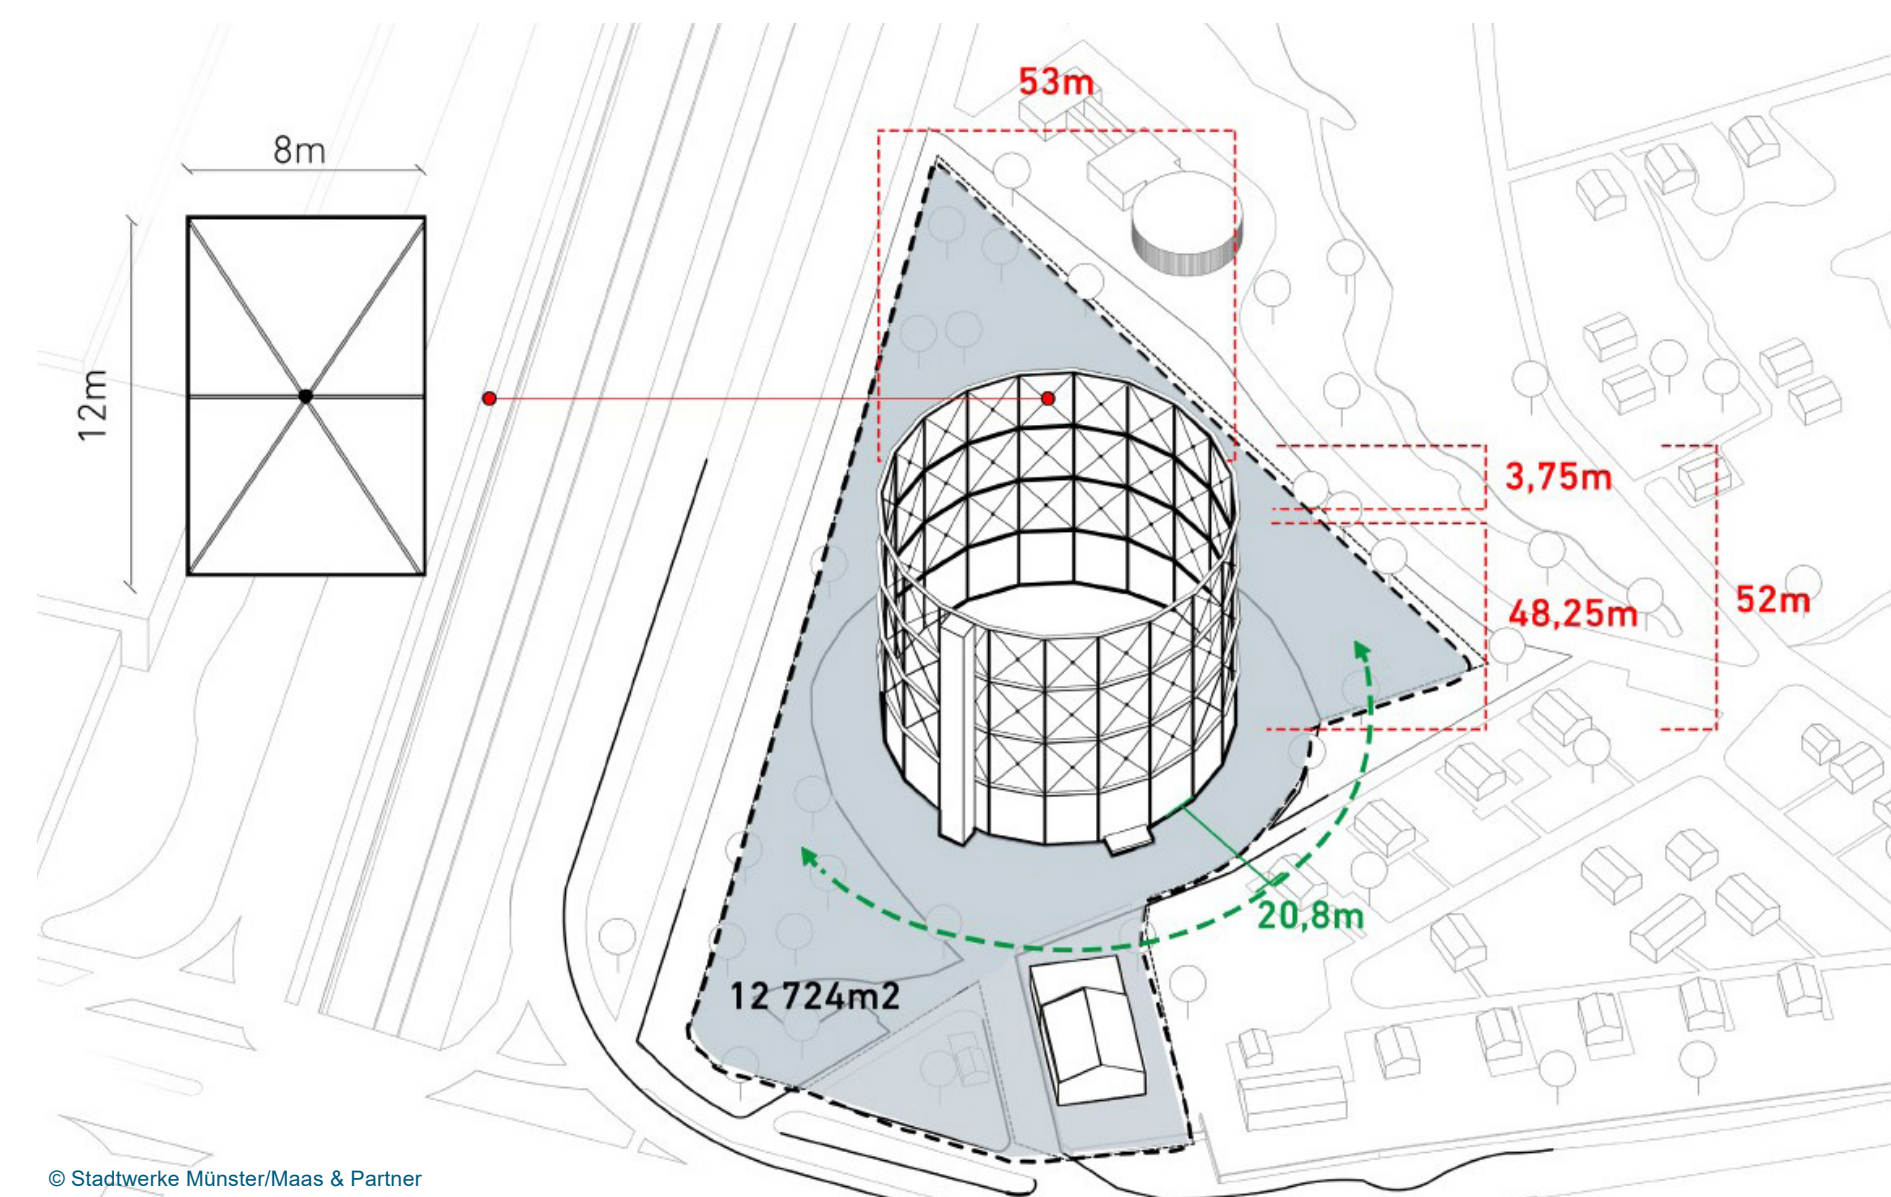 53m
8m
12m
3,75m
48,25m
52m
20,8m
12 724m2
© Stadtwerke Münster/Maas & Partner